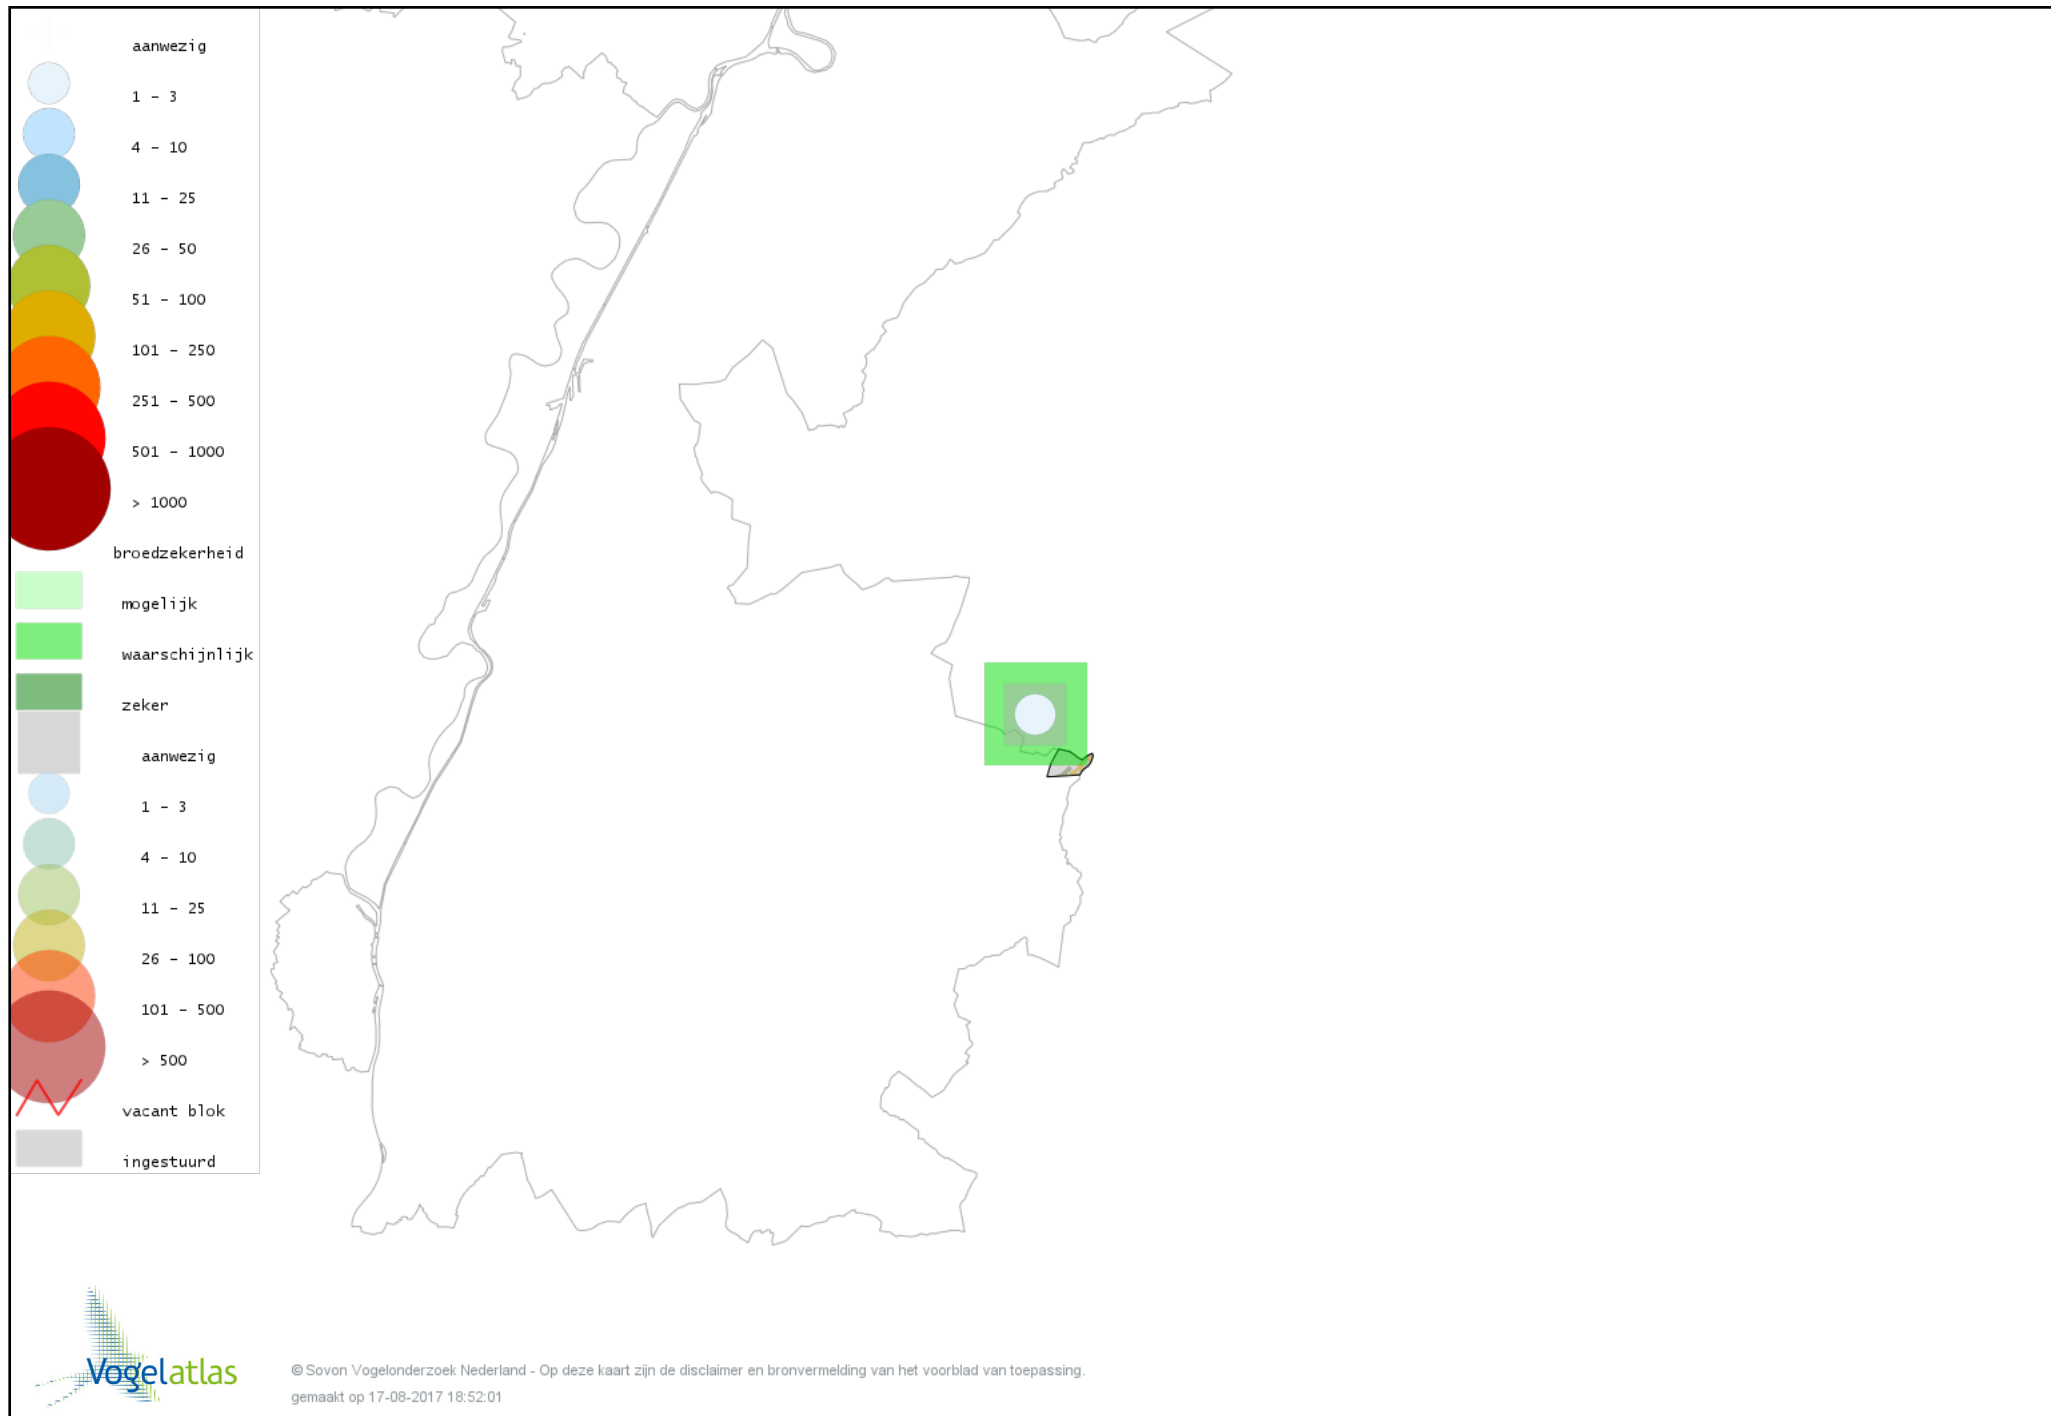 aanwezig
1 - 3
4 - 10
11 - 25
26 - 50
51 - 100
101 - 250
251 - 500
501 - 1000
> 1000
broedzekerheid
mogelijk
waarschijnlijk
zeker
aanwezig
1 - 3
4 - 10
11 - 25
26 - 100
101 - 500
> 500
vacant blok
ingestuurd
Vogelatlas
© Sovon Vogelonderzoek Nederland - Op deze kaart zijn de disclaimer en bronvermelding van het voorblad van toepassing.
gemaakt op 17-08-2017 18:52:01